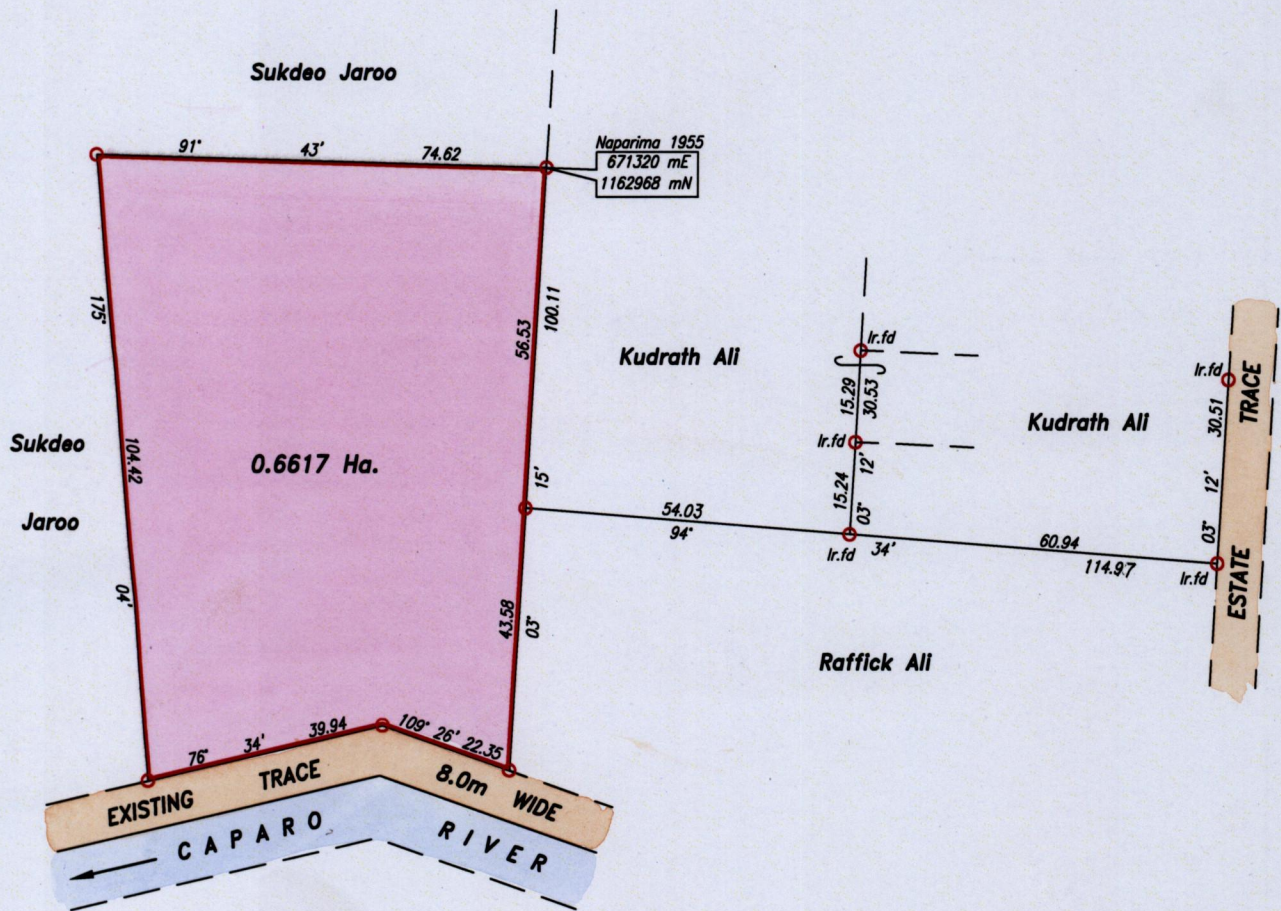 Sukdeo Jaroo
91° 43' 74.62
Naparima 1955
671320 mE
1162968 mN
175° 104.42 04'
56.53
100.11
15'
43.58
03°
Sukdeo
Jaroo
0.6617 Ha.
Kudrath Ali
Ir.fd
15.29
30.53
Ir.fd
12'
15.24
03°
Ir.fd
Kudrath Ali
Ir.fd
30.51
12'
03°
Ir.fd
ESTATE TRACE
54.03
94° 34'
60.94
114.97
Raffick Ali
76° 34' 39.94
109° 26' 22.35
EXISTING TRACE 8.0m WIDE
CAPARO RIVER